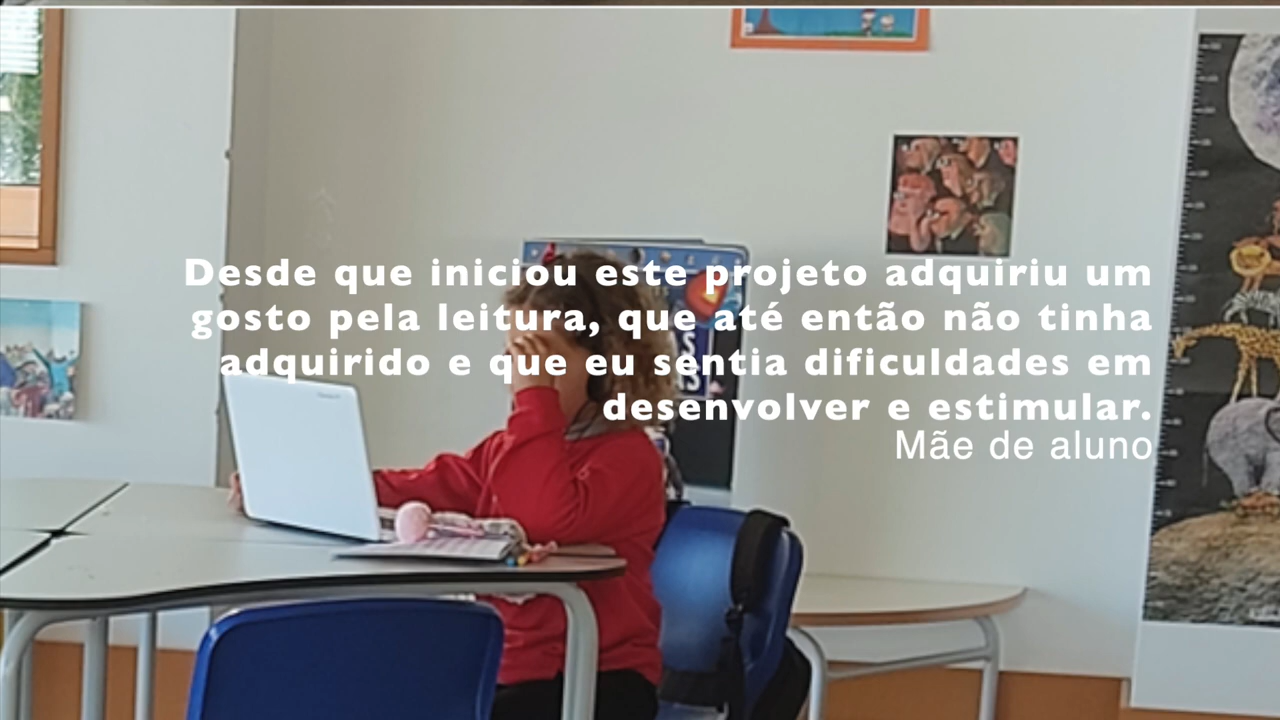 Desde que iniciou este projeto adquiriu um
gosto pela leitura, que até então não tinha
adquirido e que eu sentia dificuldades em
desenvolver e estimular.
Mãe de aluno